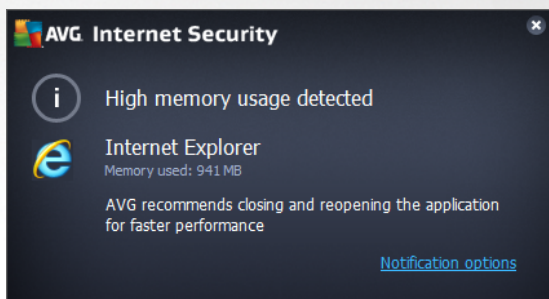 AVG. Internet Security
i
High memory usage detected
Internet Explorer
Memory used: 941 MB
AVG recommends closing and reopening the application
for faster performance
Notification options